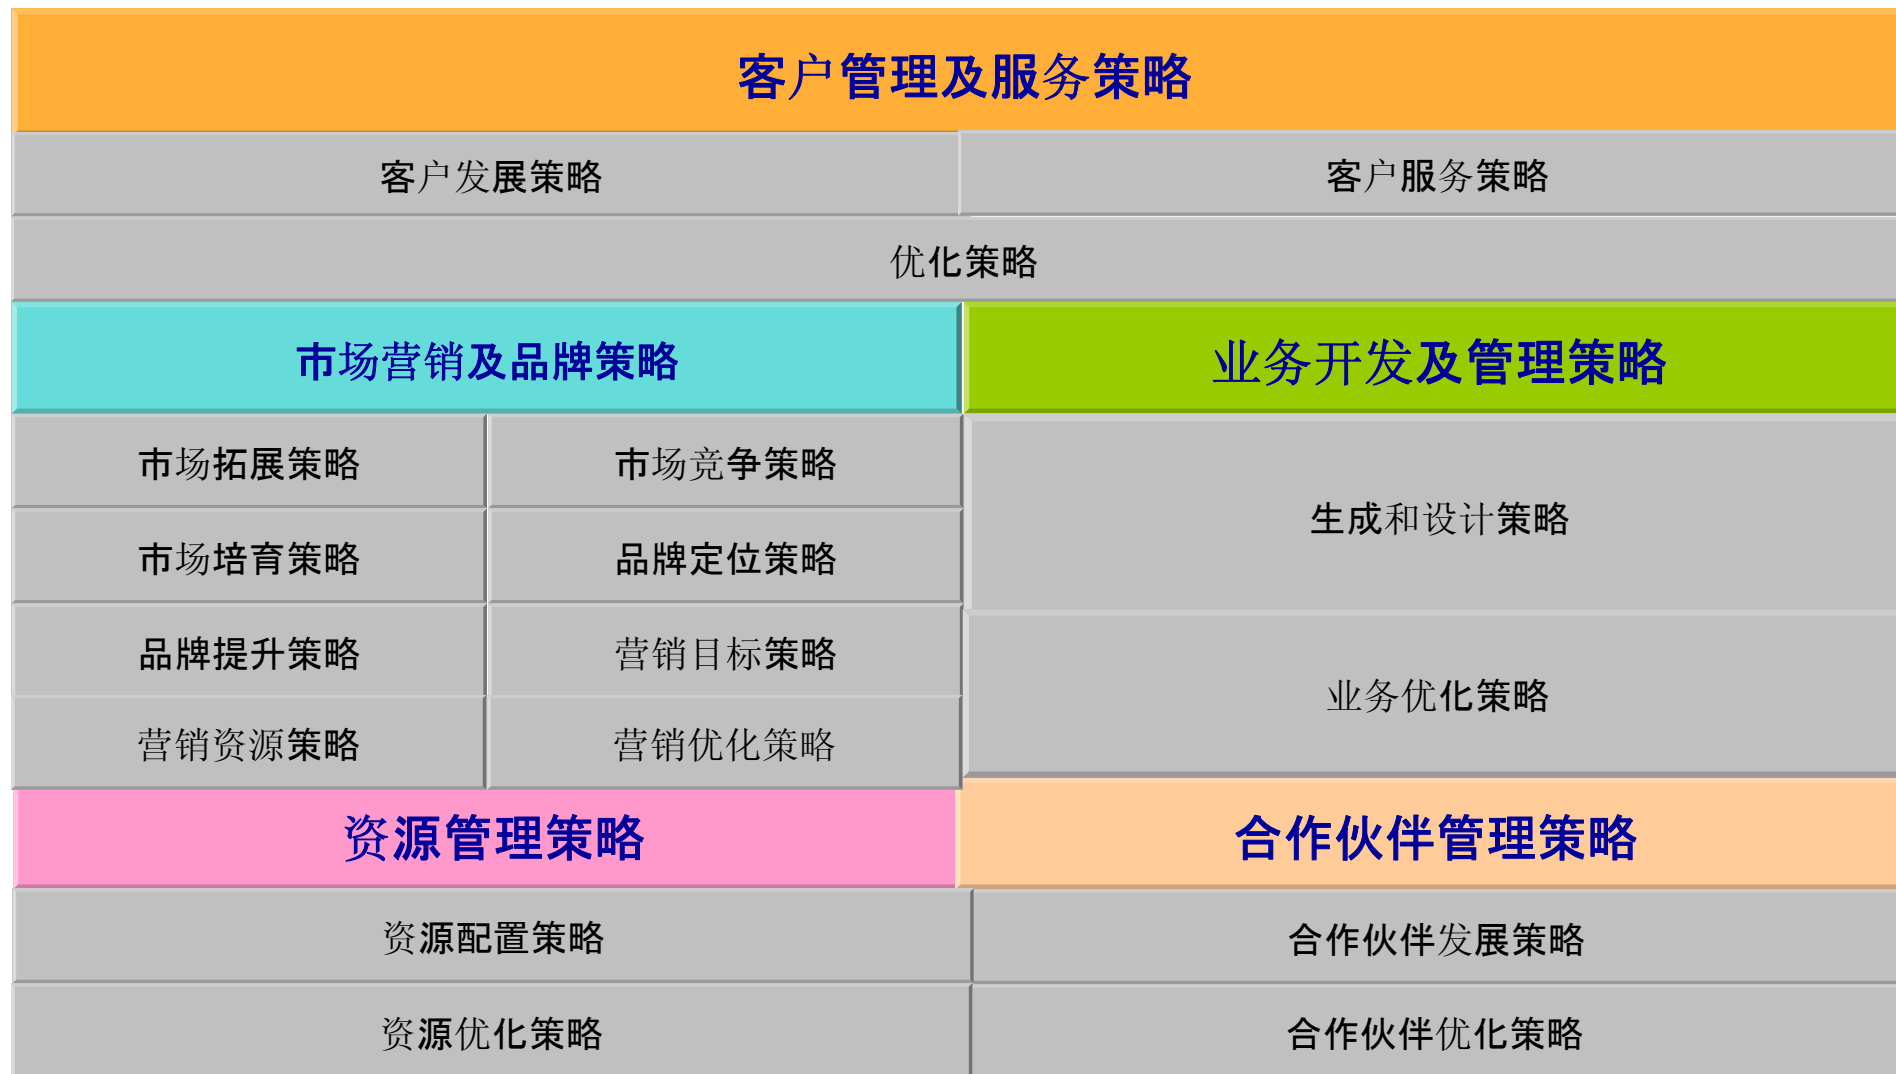 客户管理及服务策略
客户发展策略
客户服务策略
优化策略
市场营销及品牌策略
业务开发及管理策略
市场拓展策略
市场竞争策略
生成和设计策略
市场培育策略
品牌定位策略
品牌提升策略
营销目标策略
业务优化策略
营销资源策略
营销优化策略
资源管理策略
合作伙伴管理策略
资源配置策略
合作伙伴发展策略
资源优化策略
合作伙伴优化策略